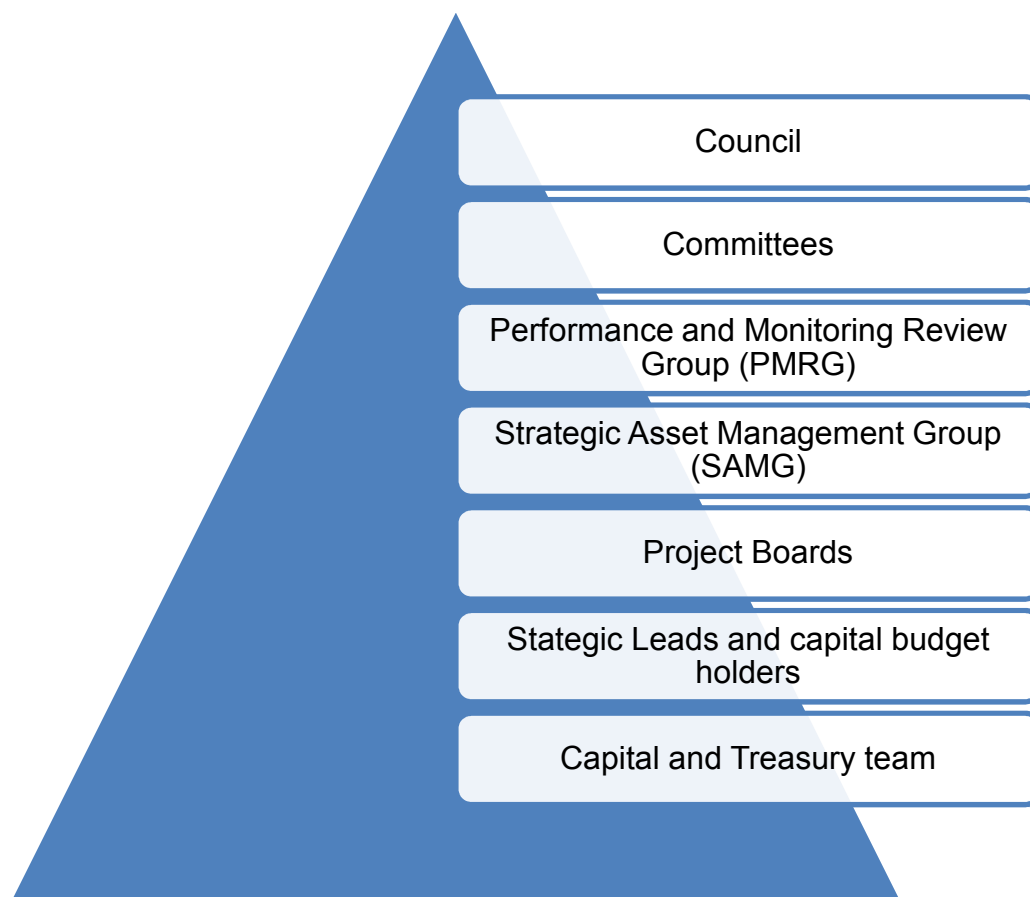 Council
Committees
Performance and Monitoring Review
Group (PMRG)
Strategic Asset Management Group
(SAMG)
Project Boards
Stategic Leads and capital budget
holders
Capital and Treasury team